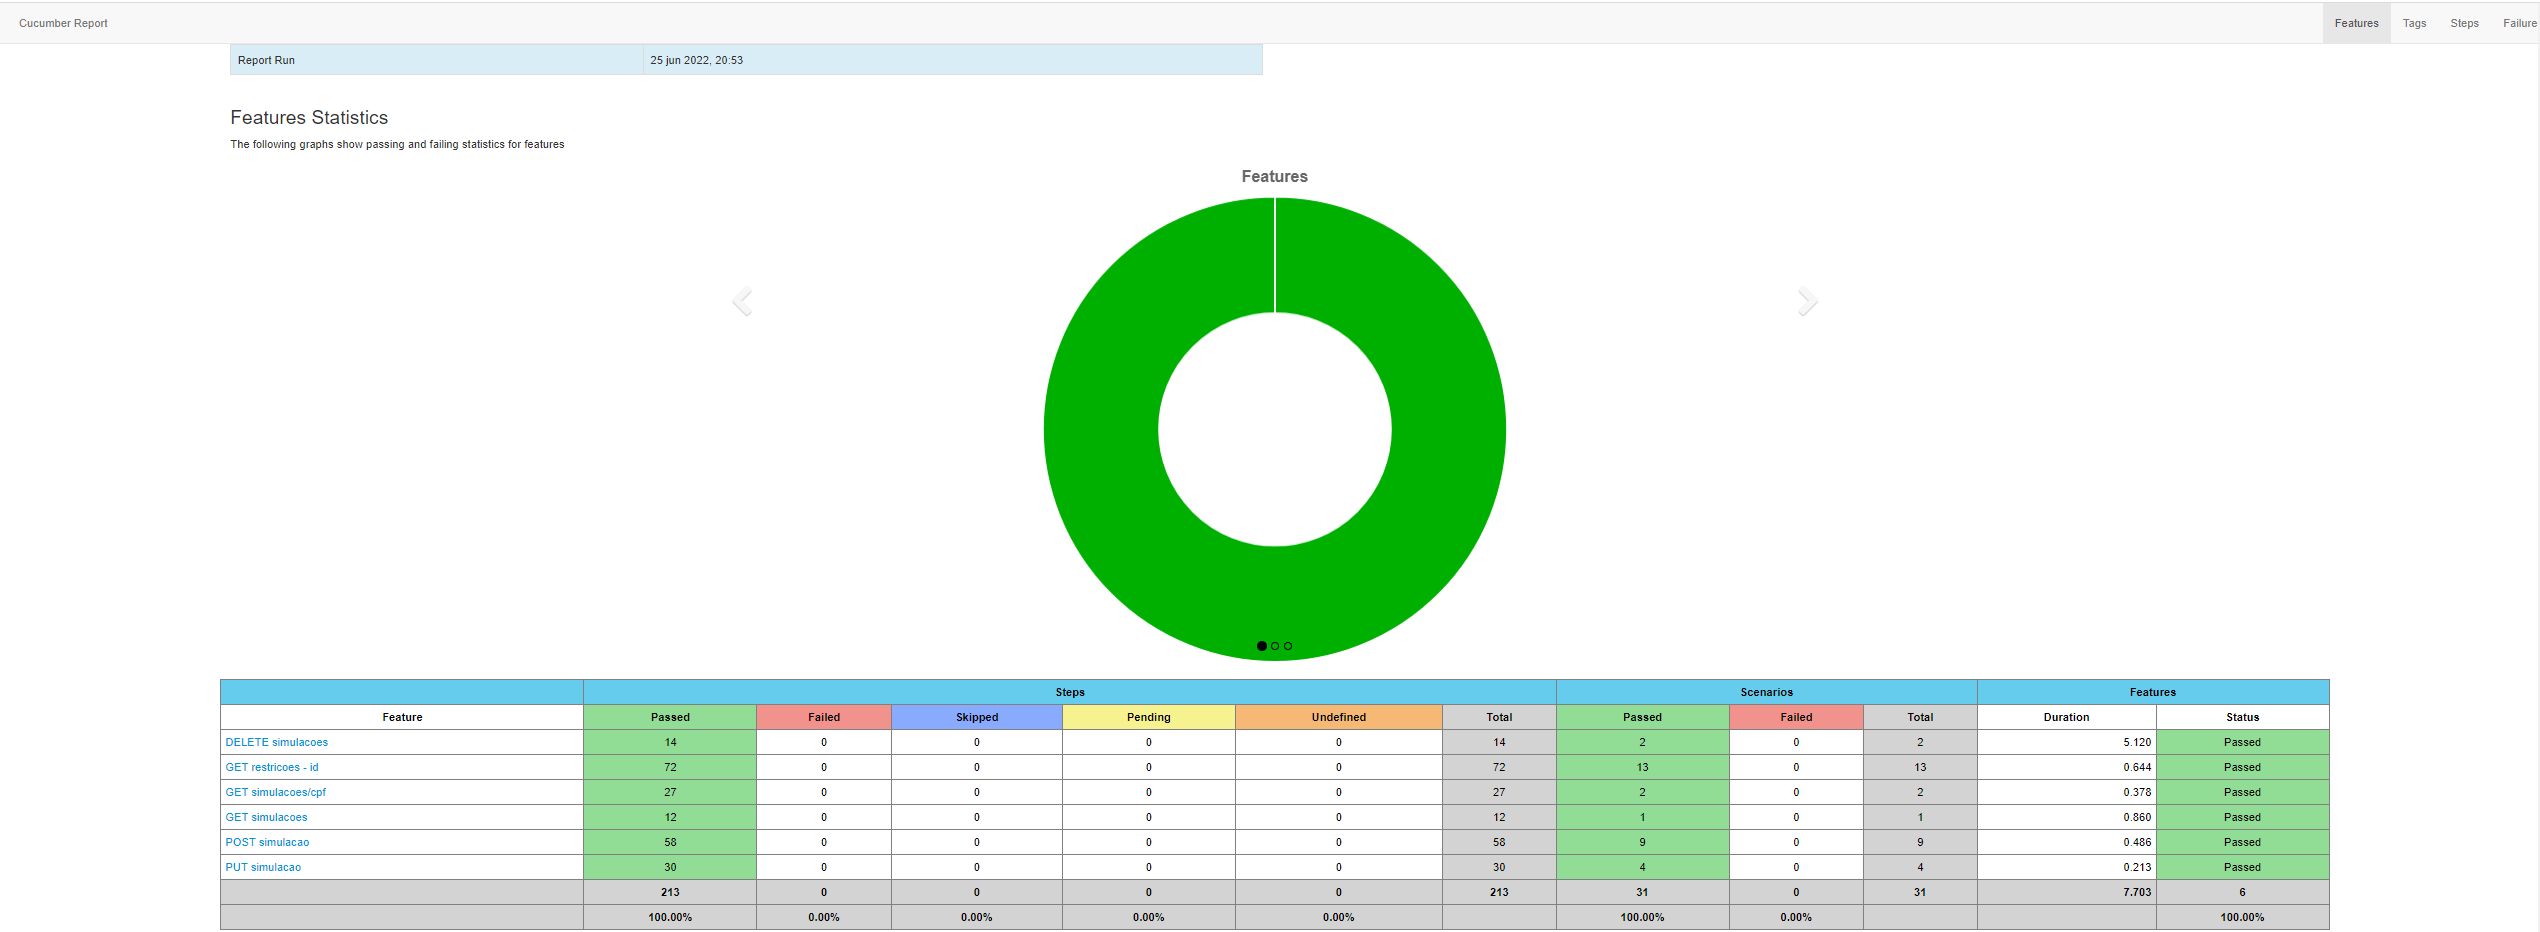 Cucumber Report Features Tags Steps Failure
Report Run 25 jun 2022, 20:53
Features Statistics
The following graphs show passing and failing statistics for features
Features
Steps Scenarios Features
Feature Passed Failed Skipped Pending Undefined Total Passed Failed Total Duration Status
DELETE simulacoes 14 0 0 0 0 14 2 0 2 5.120 Passed
GET restricoes - id 72 0 0 0 0 72 13 0 13 0.644 Passed
GET simulacoes/cpf 27 0 0 0 0 27 2 0 2 0.378 Passed
GET simulacoes 12 0 0 0 0 12 1 0 1 0.860 Passed
POST simulacao 58 0 0 0 0 58 9 0 9 0.486 Passed
PUT simulacao 30 0 0 0 0 30 4 0 4 0.213 Passed
213 0 0 0 0 213 31 0 31 7.703 6
100.00% 0.00% 0.00% 0.00% 0.00% 100.00% 0.00% 100.00%